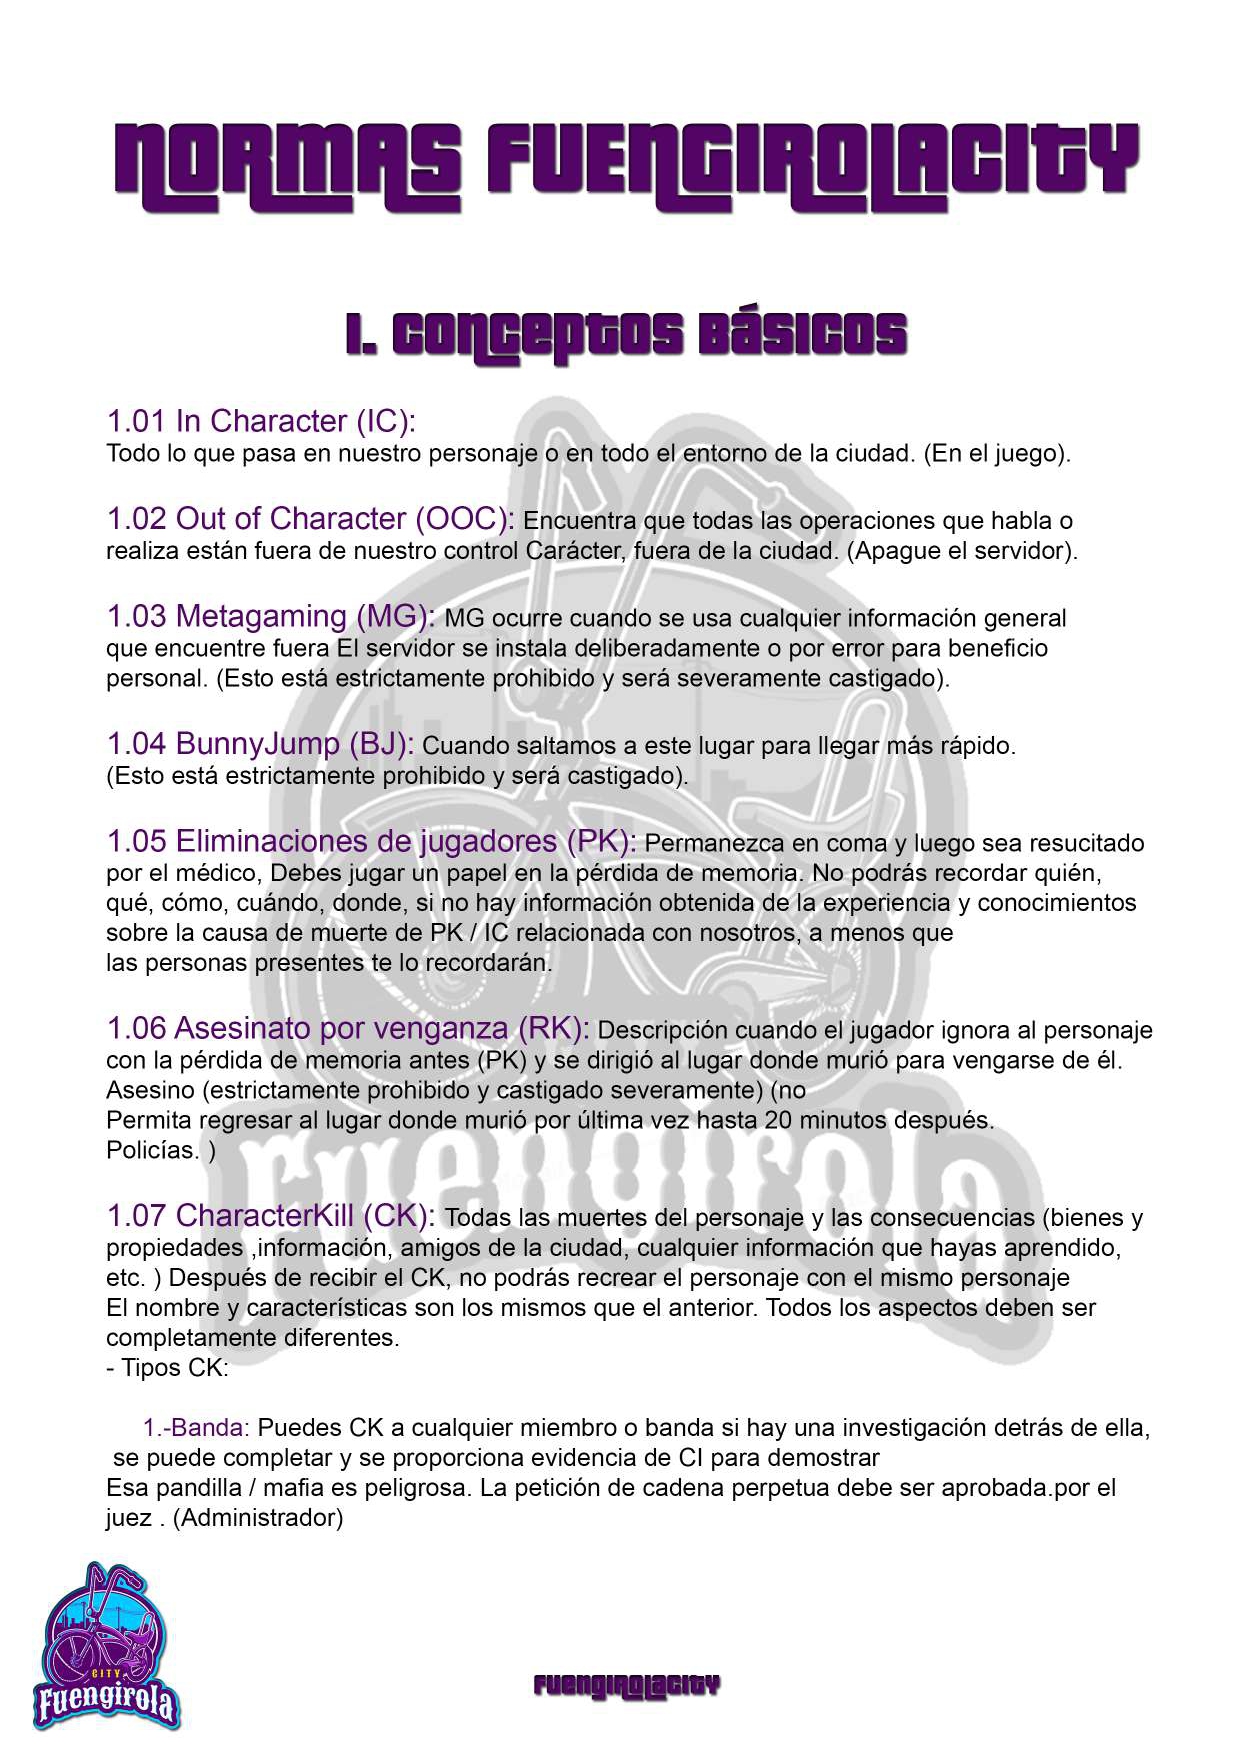 NORMAS FUENGIROLACITY
1. Conceptos Básicos
1.01 In Character (IC):
Todo lo que pasa en nuestro personaje o en todo el entorno de la ciudad. (En el juego).
1.02 Out of Character (OOC): Encuentra que todas las operaciones que habla o
realiza están fuera de nuestro control Carácter, fuera de la ciudad. (Apague el servidor).
1.03 Metagaming (MG): MG ocurre cuando se usa cualquier información general
que encuentre fuera El servidor se instala deliberadamente o por error para beneficio
personal. (Esto está estrictamente prohibido y será severamente castigado).
1.04 BunnyJump (BJ): Cuando saltamos a este lugar para llegar más rápido.
(Esto está estrictamente prohibido y será castigado).
1.05 Eliminaciones de jugadores (PK): Permanezca en coma y luego sea resucitado
por el médico, Debes jugar un papel en la pérdida de memoria. No podrás recordar quién,
qué, cómo, cuándo, donde, si no hay información obtenida de la experiencia y conocimientos
sobre la causa de muerte de PK / IC relacionada con nosotros, a menos que
las personas presentes te lo recordarán.
1.06 Asesinato por venganza (RK): Descripción cuando el jugador ignora al personaje
con la pérdida de memoria antes (PK) y se dirigió al lugar donde murió para vengarse de él.
Asesino (estrictamente prohibido y castigado severamente) (no
Permita regresar al lugar donde murió por última vez hasta 20 minutos después.
Policías. )
Fuengirola
1.07 CharacterKill (CK): Todas las muertes del personaje y las consecuencias (bienes y
propiedades ,información, amigos de la ciudad, cualquier información que hayas aprendido,
etc. ) Después de recibir el CK, no podrás recrear el personaje con el mismo personaje
El nombre y características son los mismos que el anterior. Todos los aspectos deben ser
completamente diferentes.
- Tipos CK:
1.-Banda: Puedes CK a cualquier miembro o banda si hay una investigación detrás de ella,
se puede completar y se proporciona evidencia de CI para demostrar
Esa pandilla / mafia es peligrosa. La petición de cadena perpetua debe ser aprobada.por el
juez . (Administrador)
CITY
Fuengirola
FuengirolaCity